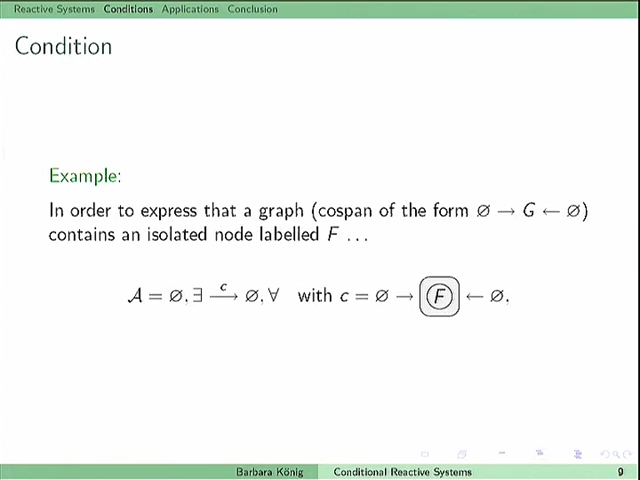 Reactive Systems Conditions Applications Conclusion
Condition
Example:
In order to express that a graph (cospan of the form ∅ → G ← ∅)
contains an isolated node labelled F ...
𝒜 = ∅, ∃ —c→ ∅, ∀ with c = ∅ → F ← ∅.
Barbara König Conditional Reactive Systems 9